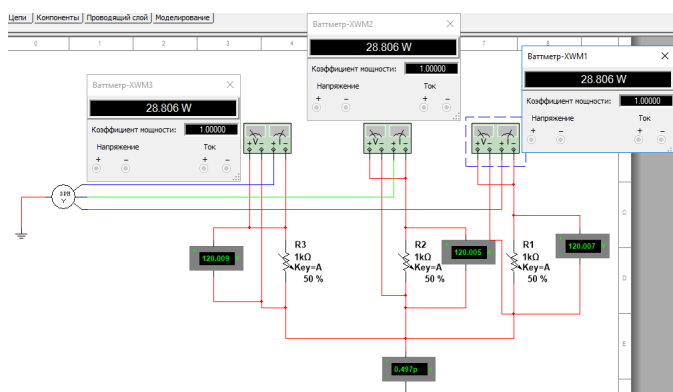 Цепи Компоненты Проводящий слой Моделирование
0 1 2 3 4 7 8
Ваттметр-XWM2
28.806 W
Коэффициент мощности: 1.00000
Напряжение Ток
+ − + −
Ваттметр-XWM1
28.806 W
Коэффициент мощности: 1.00000
Напряжение Ток
+ − + −
Ваттметр-XWM3
28.806 W
Коэффициент мощности: 1.00000
Напряжение Ток
+ − + −
+V− +I−
+V− +I−
+V− +I−
3PH
Y
C
120.009
R3
1kΩ
Key=A
50 %
R2
1kΩ
Key=A
50 %
120.005
R1
1kΩ
Key=A
50 %
120.007
D
E
0.497p